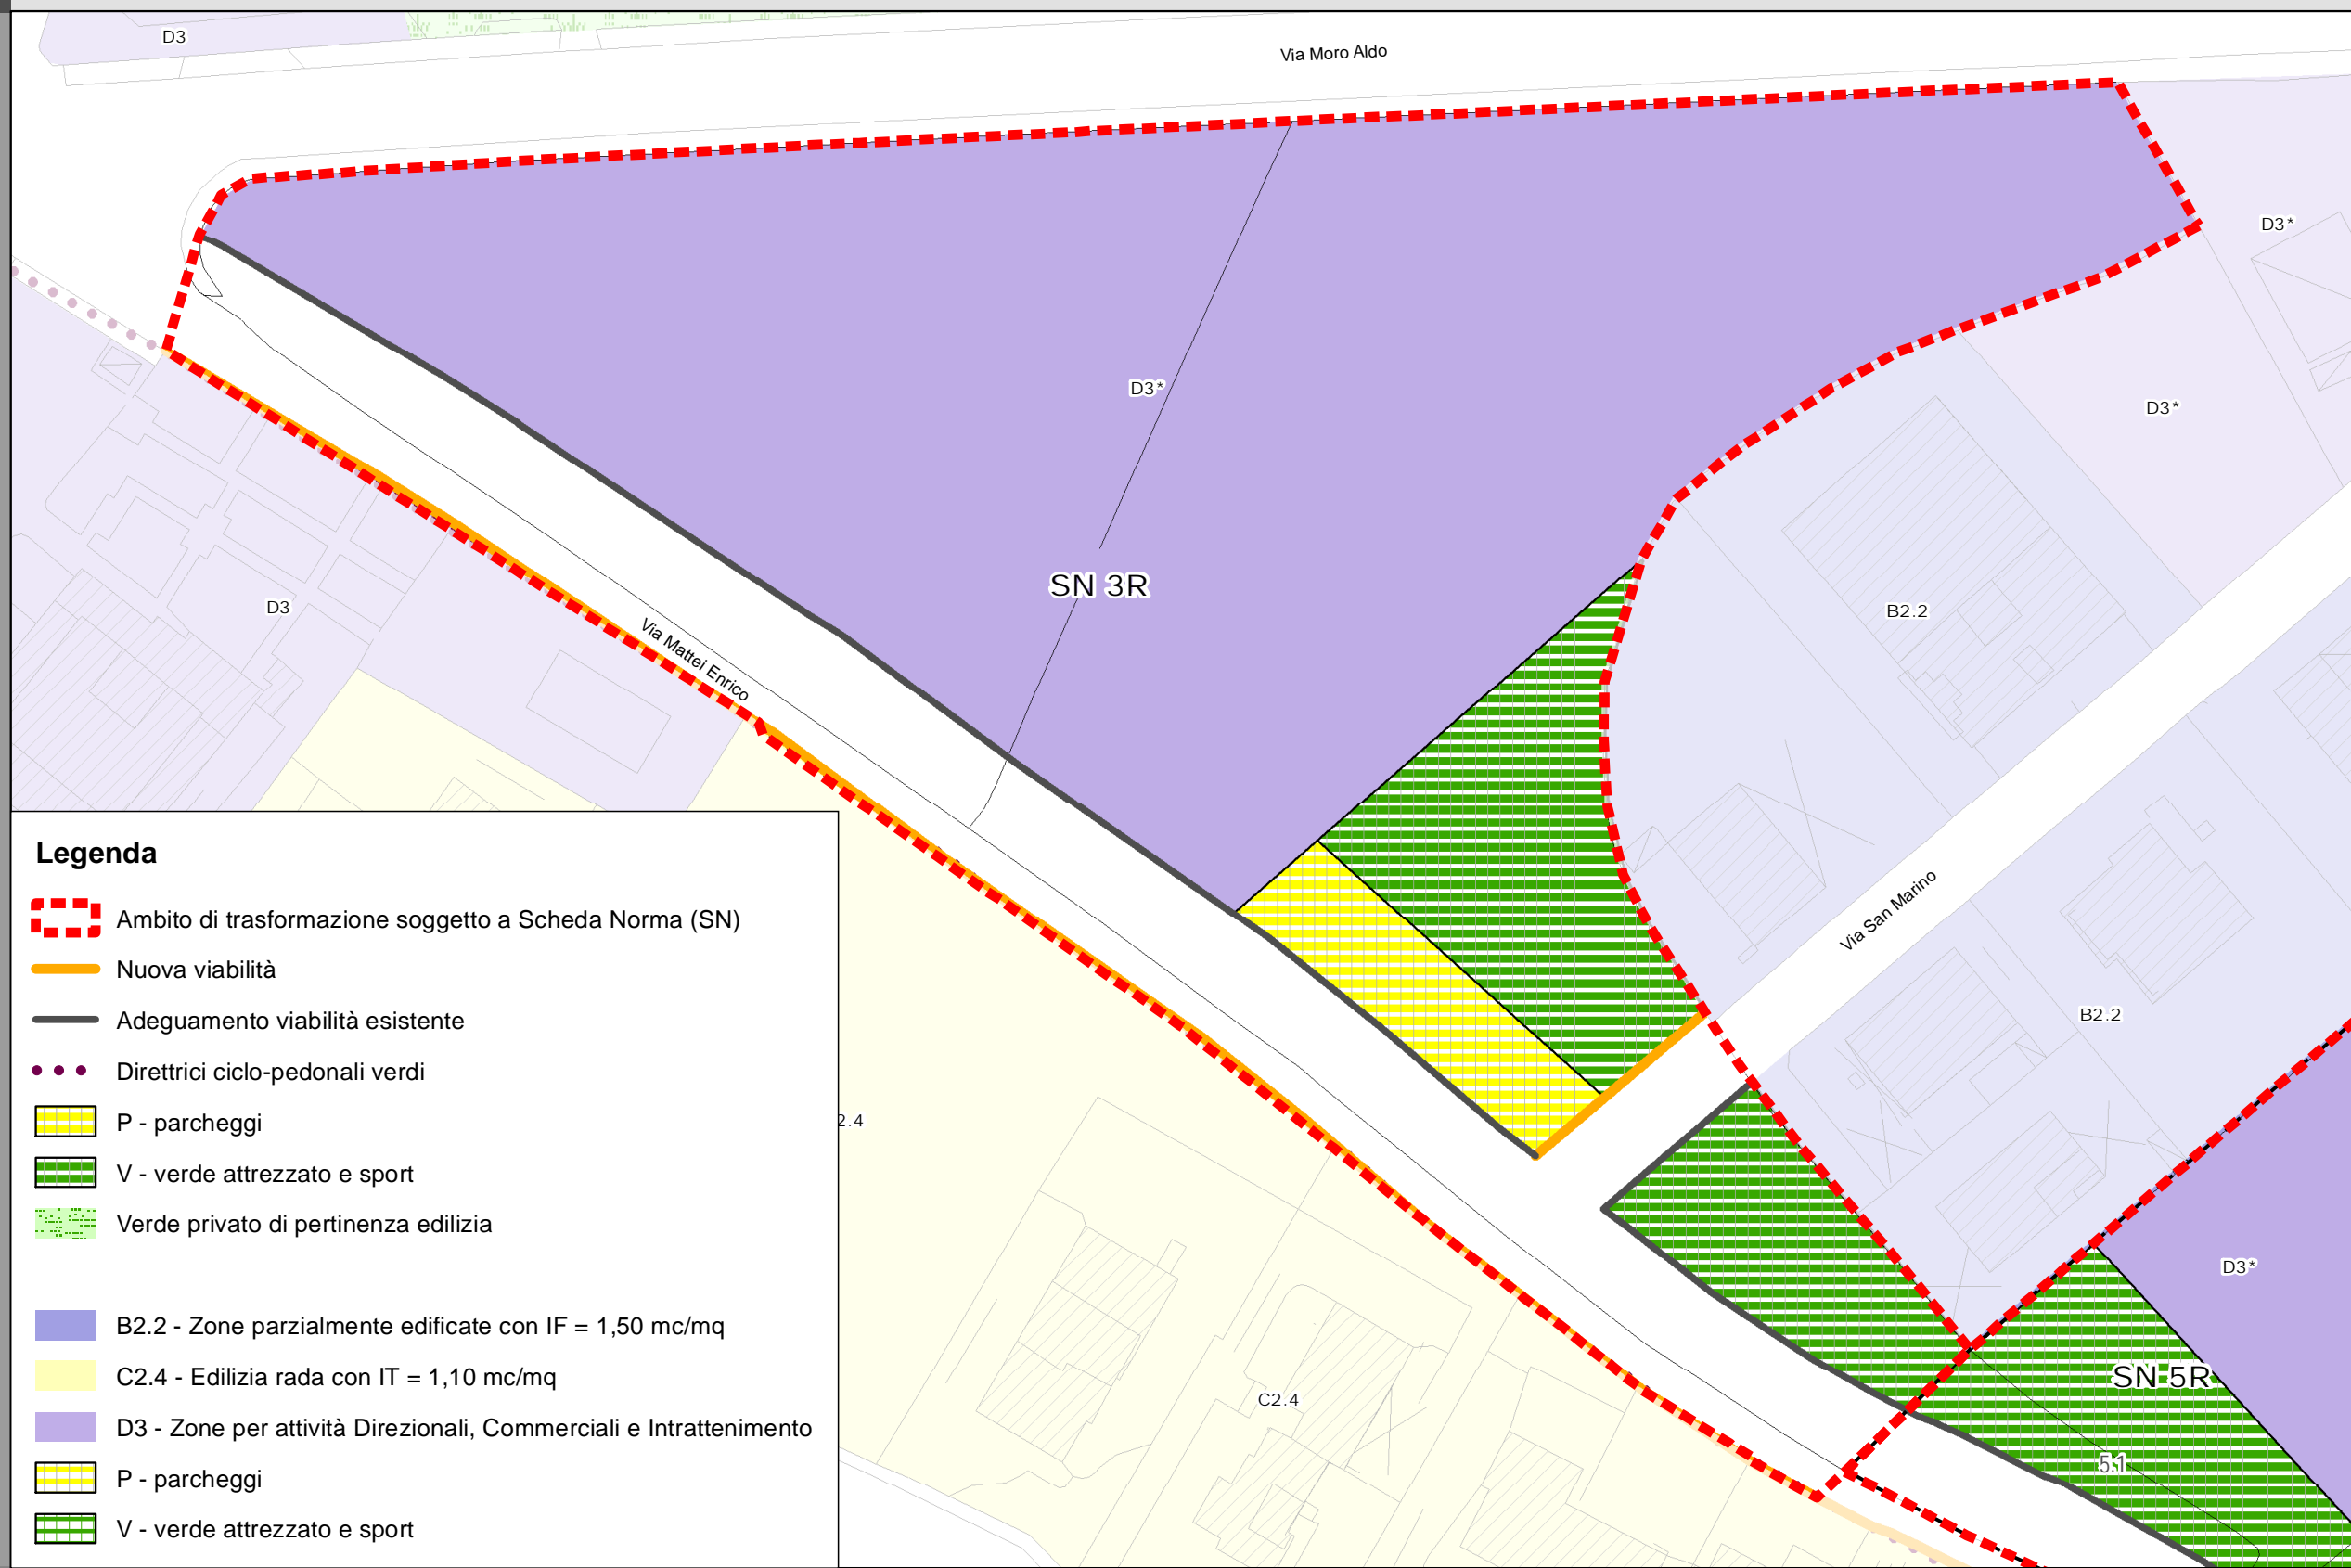 D3
Via Moro Aldo
D3*
D3*
D3*
SN 3R
D3
B2.2
Via Mattei Enrico
Via San Marino
B2.2
2.4
D3*
SN 5R
C2.4
5.1
Legenda
Ambito di trasformazione soggetto a Scheda Norma (SN)
Nuova viabilità
Adeguamento viabilità esistente
Direttrici ciclo-pedonali verdi
P - parcheggi
V - verde attrezzato e sport
Verde privato di pertinenza edilizia
B2.2 - Zone parzialmente edificate con IF = 1,50 mc/mq
C2.4 - Edilizia rada con IT = 1,10 mc/mq
D3 - Zone per attività Direzionali, Commerciali e Intrattenimento
P - parcheggi
V - verde attrezzato e sport